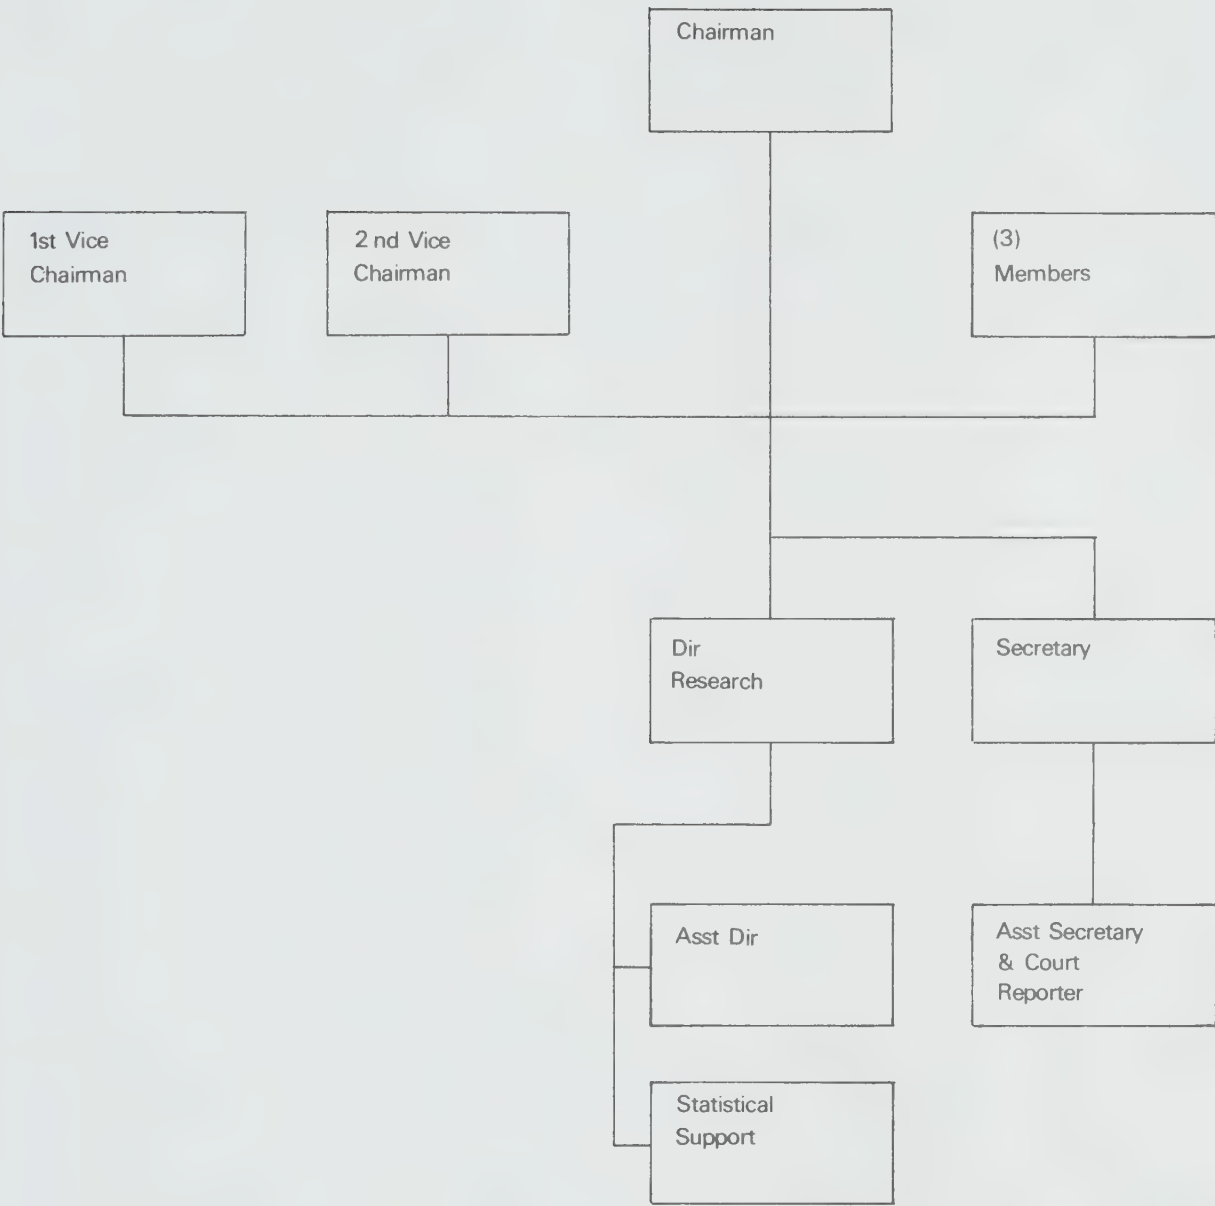 Chairman
1st Vice
Chairman
2 nd Vice
Chairman
(3)
Members
Dir
Research
Secretary
Asst Dir
Asst Secretary
& Court
Reporter
Statistical
Support